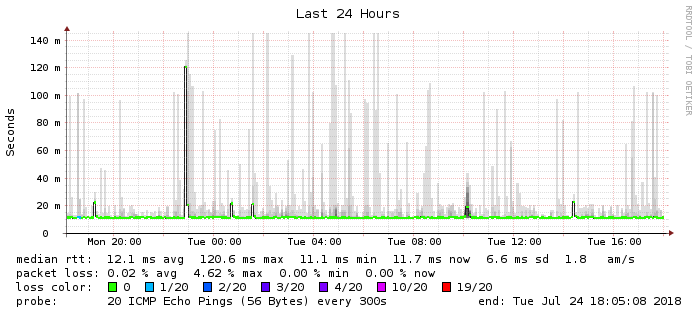 Last 24 Hours
RRDTOOL / TOBI OETIKER
Seconds
140 m
120 m
100 m
80 m
60 m
40 m
20 m
0
Mon 20:00 Tue 00:00 Tue 04:00 Tue 08:00 Tue 12:00 Tue 16:00
median rtt: 12.1 ms avg 120.6 ms max 11.1 ms min 11.7 ms now 6.6 ms sd 1.8 am/s
packet loss: 0.02 % avg 4.62 % max 0.00 % min 0.00 % now
loss color: 0 1/20 2/20 3/20 4/20 10/20 19/20
probe: 20 ICMP Echo Pings (56 Bytes) every 300s end: Tue Jul 24 18:05:08 2018